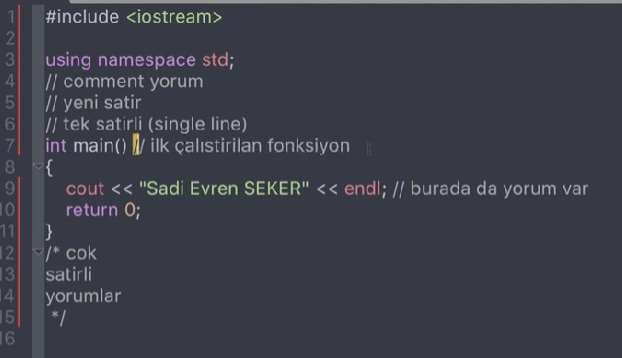 1 #include <iostream>
2
3 using namespace std;
4 // comment yorum
5 // yeni satir
6 // tek satirli (single line)
7 int main() // ilk çalıstirilan fonksiyon
8 {
9 cout << "Sadi Evren SEKER" << endl; // burada da yorum var
10 return 0;
11 }
12 /* cok
13 satirli
14 yorumlar
15 */
16